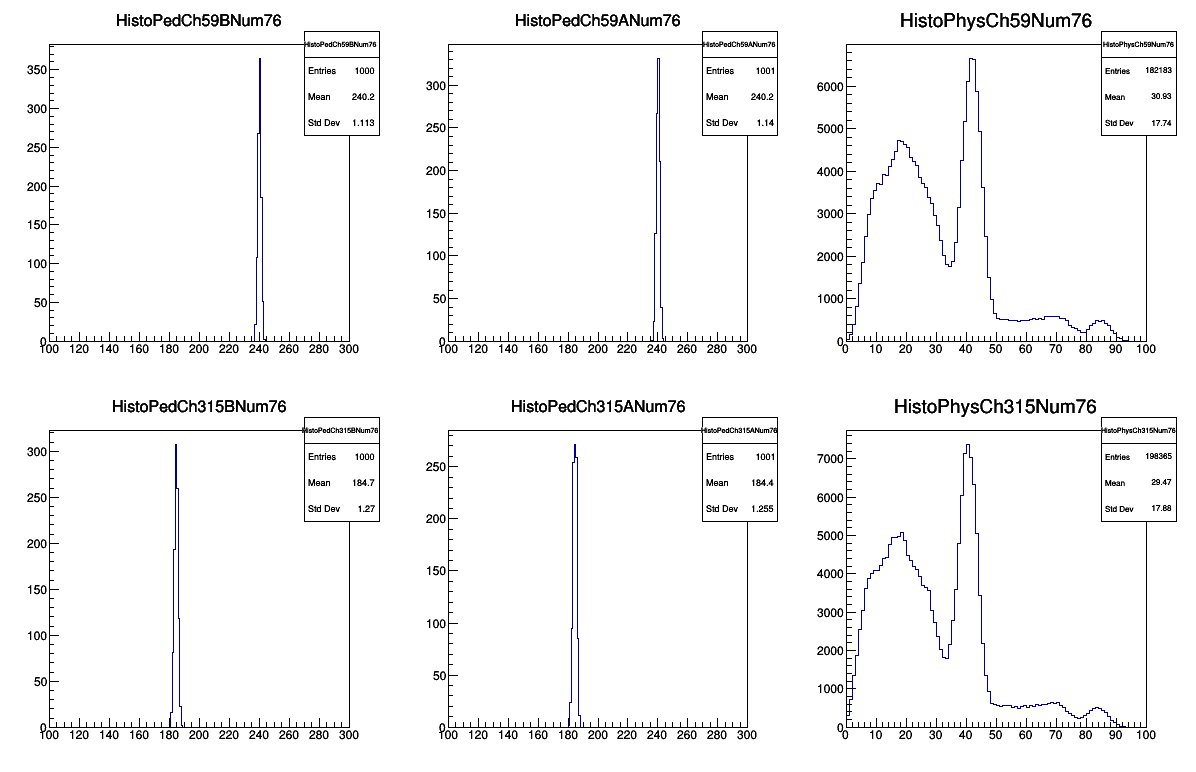 HistoPedCh59BNum76
HistoPedCh59BNum76
Entries 1000
Mean 240.2
Std Dev 1.113
350
300
250
200
150
100
50
0
100 120 140 160 180 200 220 240 260 280 300
HistoPedCh59ANum76
HistoPedCh59ANum76
Entries 1001
Mean 240.2
Std Dev 1.14
300
250
200
150
100
50
0
100 120 140 160 180 200 220 240 260 280 300
HistoPhysCh59Num76
HistoPhysCh59Num76
Entries 182183
Mean 30.93
Std Dev 17.74
6000
5000
4000
3000
2000
1000
0
0 10 20 30 40 50 60 70 80 90 100
HistoPedCh315BNum76
HistoPedCh315BNum76
Entries 1000
Mean 184.7
Std Dev 1.27
300
250
200
150
100
50
0
100 120 140 160 180 200 220 240 260 280 300
HistoPedCh315ANum76
HistoPedCh315ANum76
Entries 1001
Mean 184.4
Std Dev 1.255
250
200
150
100
50
0
100 120 140 160 180 200 220 240 260 280 300
HistoPhysCh315Num76
HistoPhysCh315Num76
Entries 198365
Mean 29.47
Std Dev 17.88
7000
6000
5000
4000
3000
2000
1000
0
0 10 20 30 40 50 60 70 80 90 100